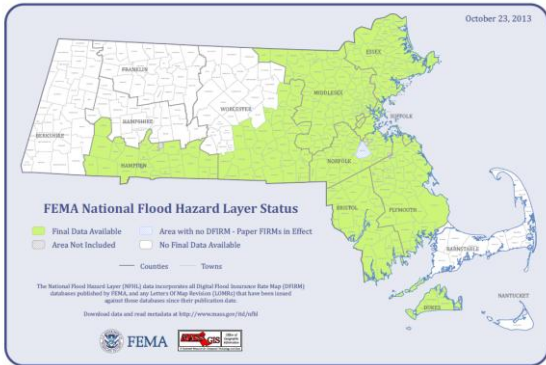 October 23, 2013
ESSEX
FRANKLIN
MIDDLESEX
WORCESTER
SUFFOLK
HAMPSHIRE
BERKSHIRE
NORFOLK
HAMPDEN
BRISTOL
PLYMOUTH
BARNSTABLE
NANTUCKET
DUKES
FEMA National Flood Hazard Layer Status
Final Data Available
Area with no DFIRM - Paper FIRMs in Effect
Area Not Included
No Final Data Available
Counties
Towns
The National Flood Hazard Layer (NFHL) data incorporates all Digital Flood Insurance Rate Map (DFIRM)
databases published by FEMA, and any Letters Of Map Revision (LOMRs) that have been issued
against those databases since their publication date.
Download data and read metadata at http://www.mass.gov/itd/nfhl
FEMA